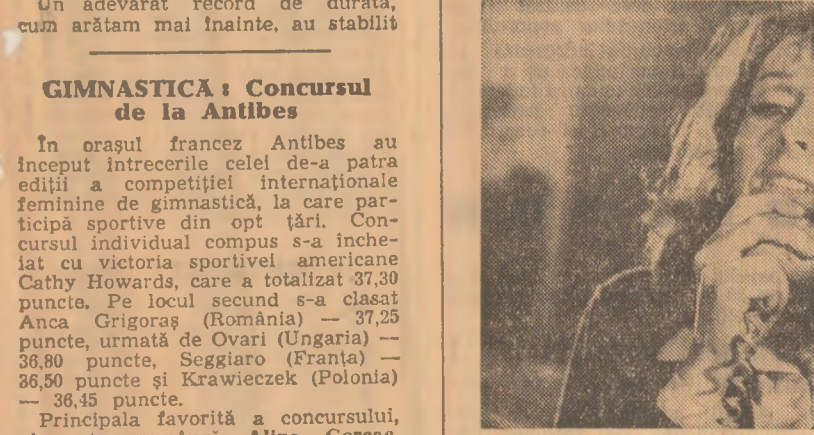 Un adevărat record de durată,
cum arătam mai înainte, au stabilit
GIMNASTICĂ : Concursul
de la Antibes
În orașul francez Antibes au
început întrecerile celei de-a patra
ediții a competiției internaționale
feminine de gimnastică, la care par-
ticipă sportive din opt țări. Con-
cursul individual compus s-a înche-
iat cu victoria sportivei americane
Cathy Howards, care a totalizat 37,30
puncte. Pe locul secund s-a clasat
Anca Grigoraș (România) — 37,25
puncte, urmată de Ovari (Ungaria) —
36,80 puncte, Seggiaro (Franța) —
36,50 puncte și Krawieczek (Polonia)
— 36,45 puncte.
Principala favorită a concursului,
Alina